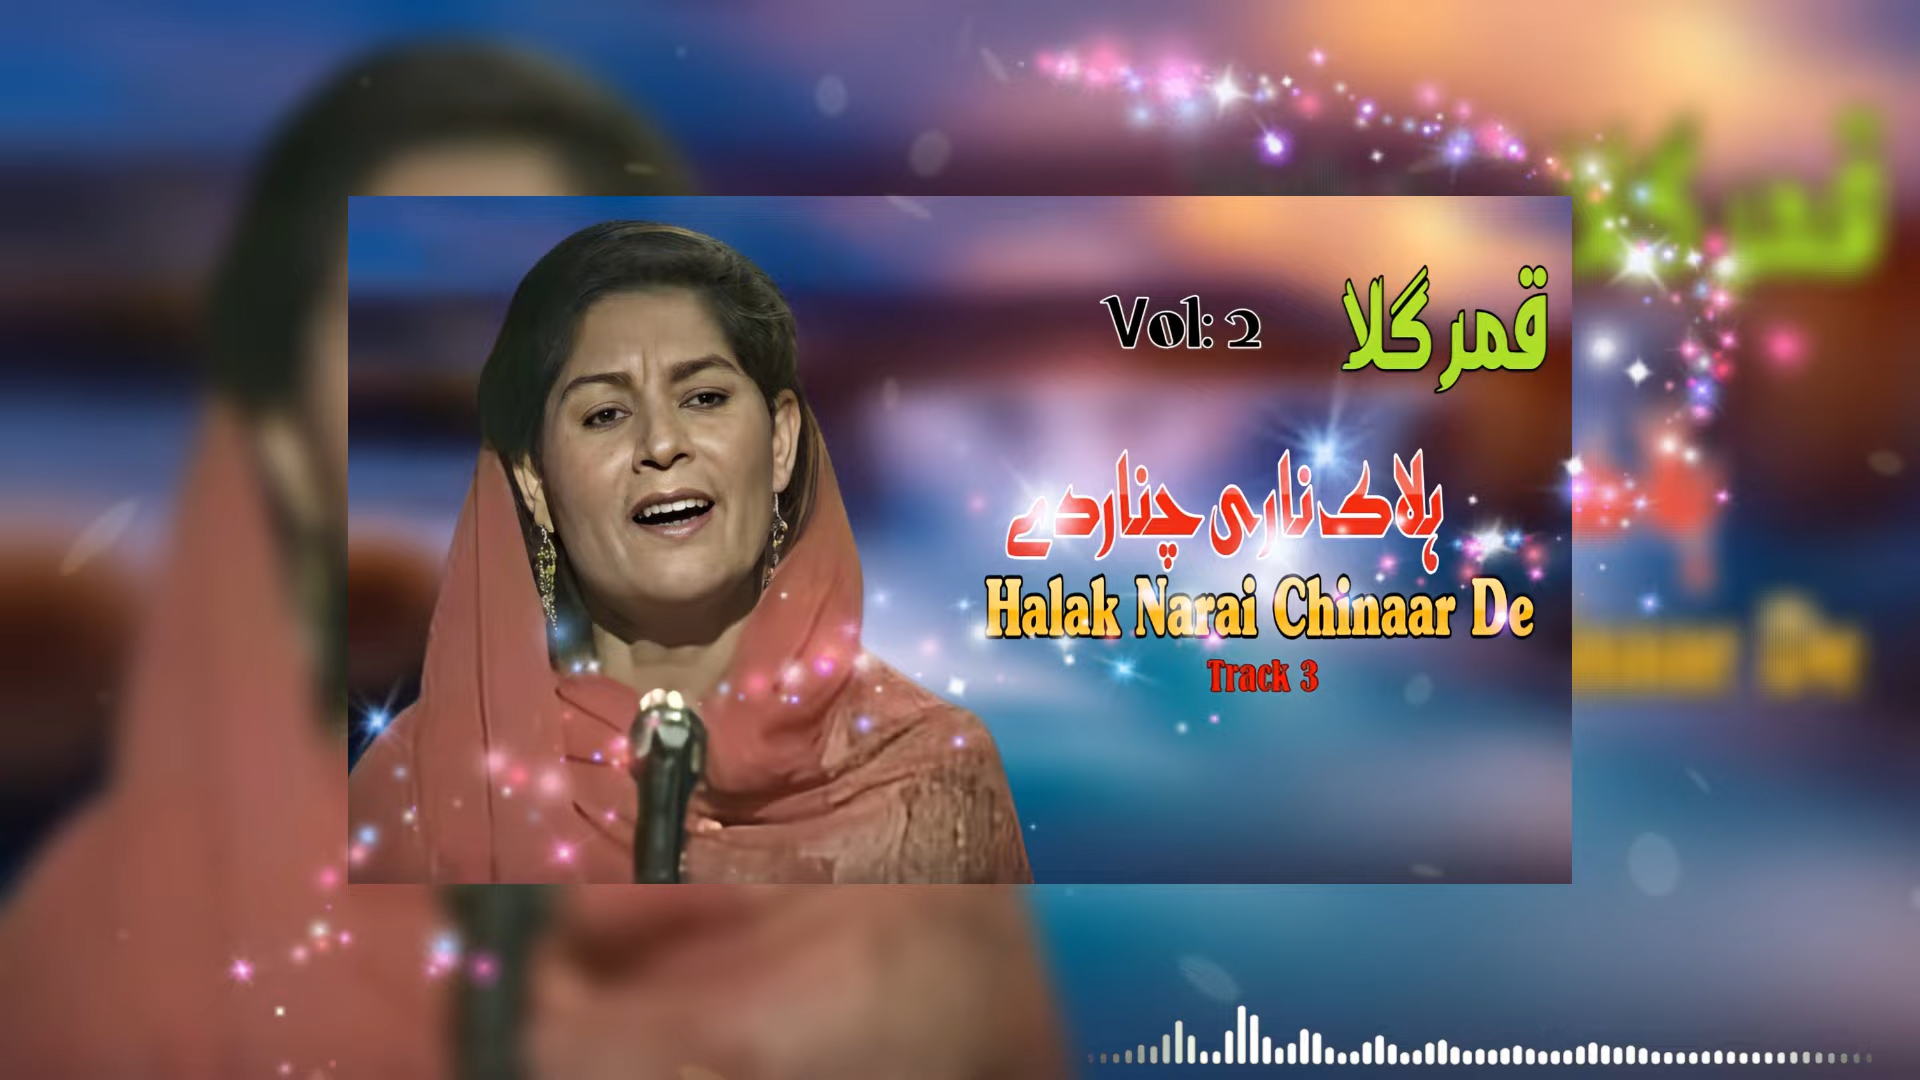 Vol: 2
قمر گلا
ہلاک ناری چنار دے
Halak Narai Chinaar De
Track 3